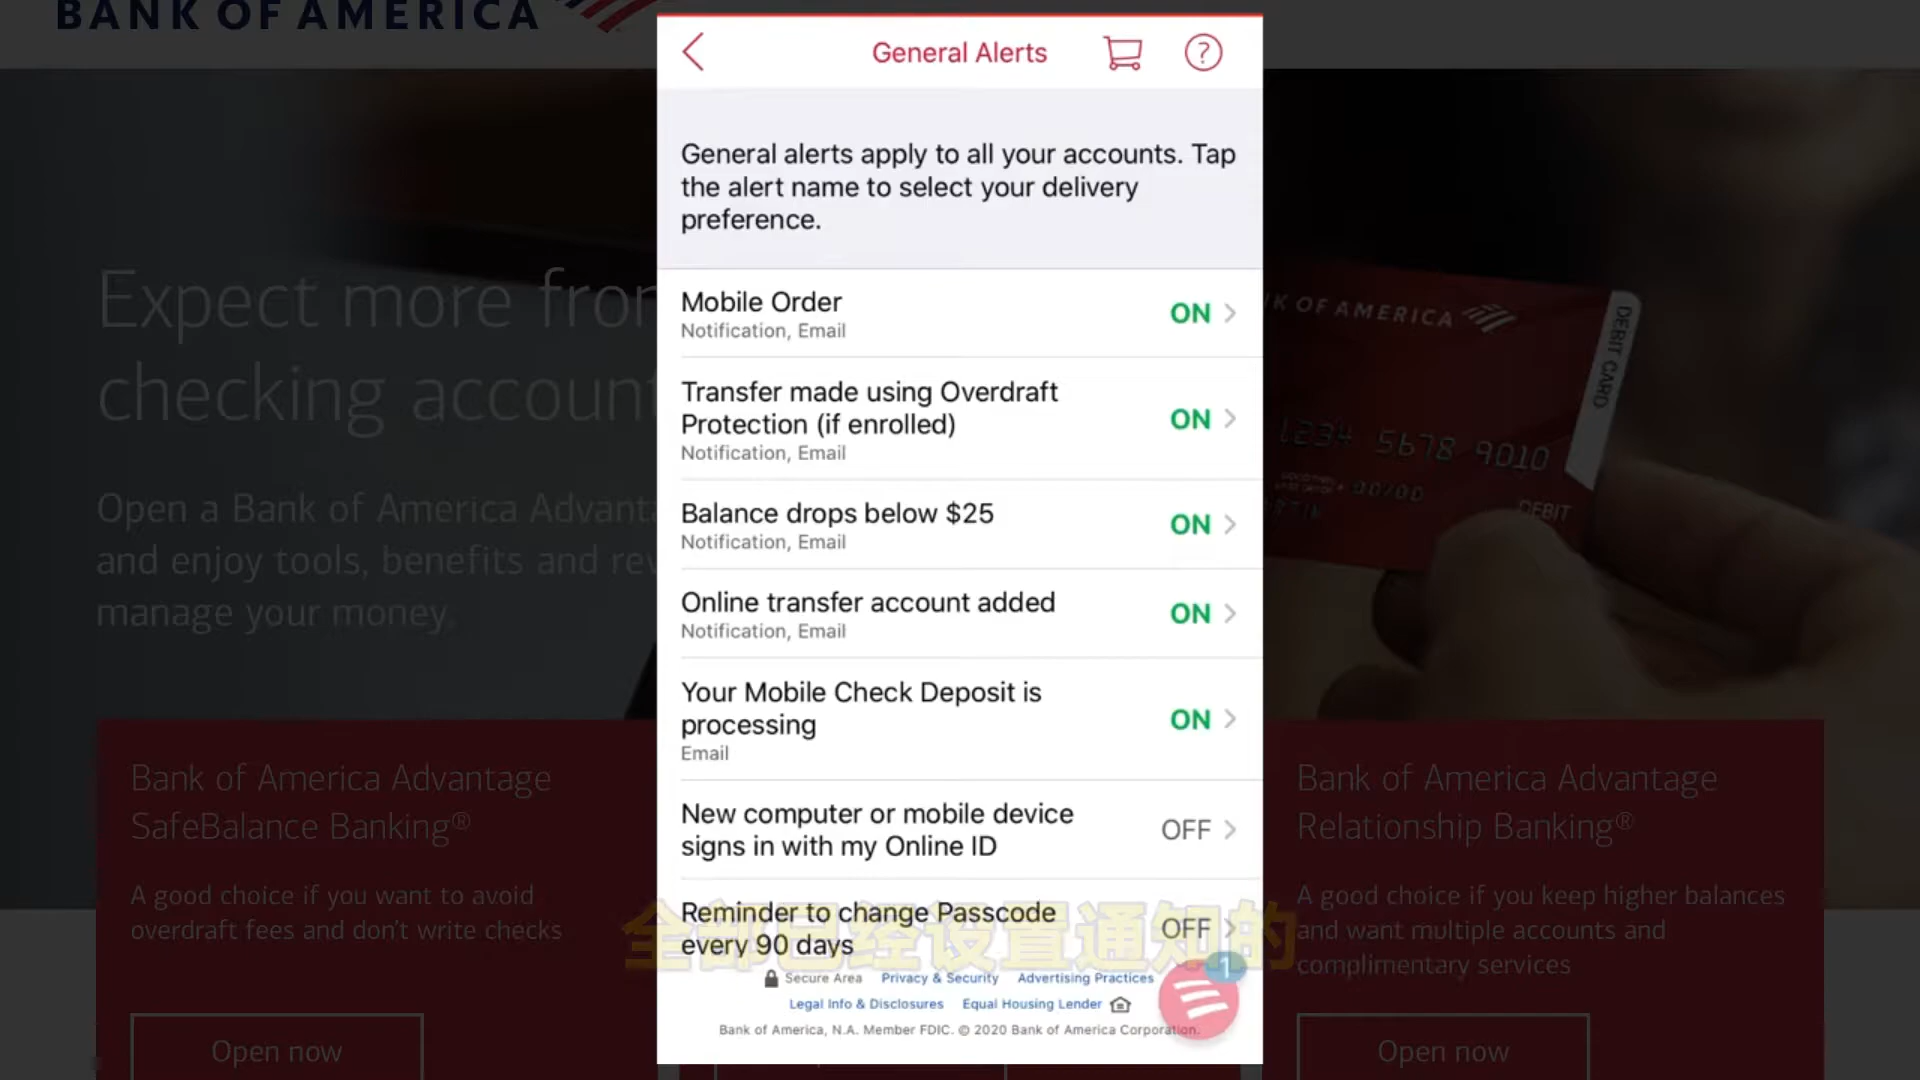 BANK OF AMERICA
General Alerts
?
General alerts apply to all your accounts. Tap
the alert name to select your delivery
preference.
Mobile Order
Notification, Email
ON
Transfer made using Overdraft
Protection (if enrolled)
Notification, Email
ON
Balance drops below $25
Notification, Email
ON
Online transfer account added
Notification, Email
ON
Your Mobile Check Deposit is
processing
Email
ON
New computer or mobile device
signs in with my Online ID
OFF
Reminder to change Passcode
every 90 days
OFF
全部已经设置通知的
1
Secure Area Privacy & Security Advertising Practices
Legal Info & Disclosures Equal Housing Lender
Bank of America, N.A. Member FDIC. © 2020 Bank of America Corporation.
Expect more from
checking account
Open a Bank of America
and enjoy tools, benefits and
manage your money.
OF AMERICA
DEBIT CARD
1234 5678 9010
00/00
DEBIT
Bank of America Advantage
SafeBalance Banking®
A good choice if you want to avoid
overdraft fees and don't write checks
Open now
Bank of America Advantage
Relationship Banking®
A good choice if you keep higher balances
and want multiple accounts and
complimentary services
Open now